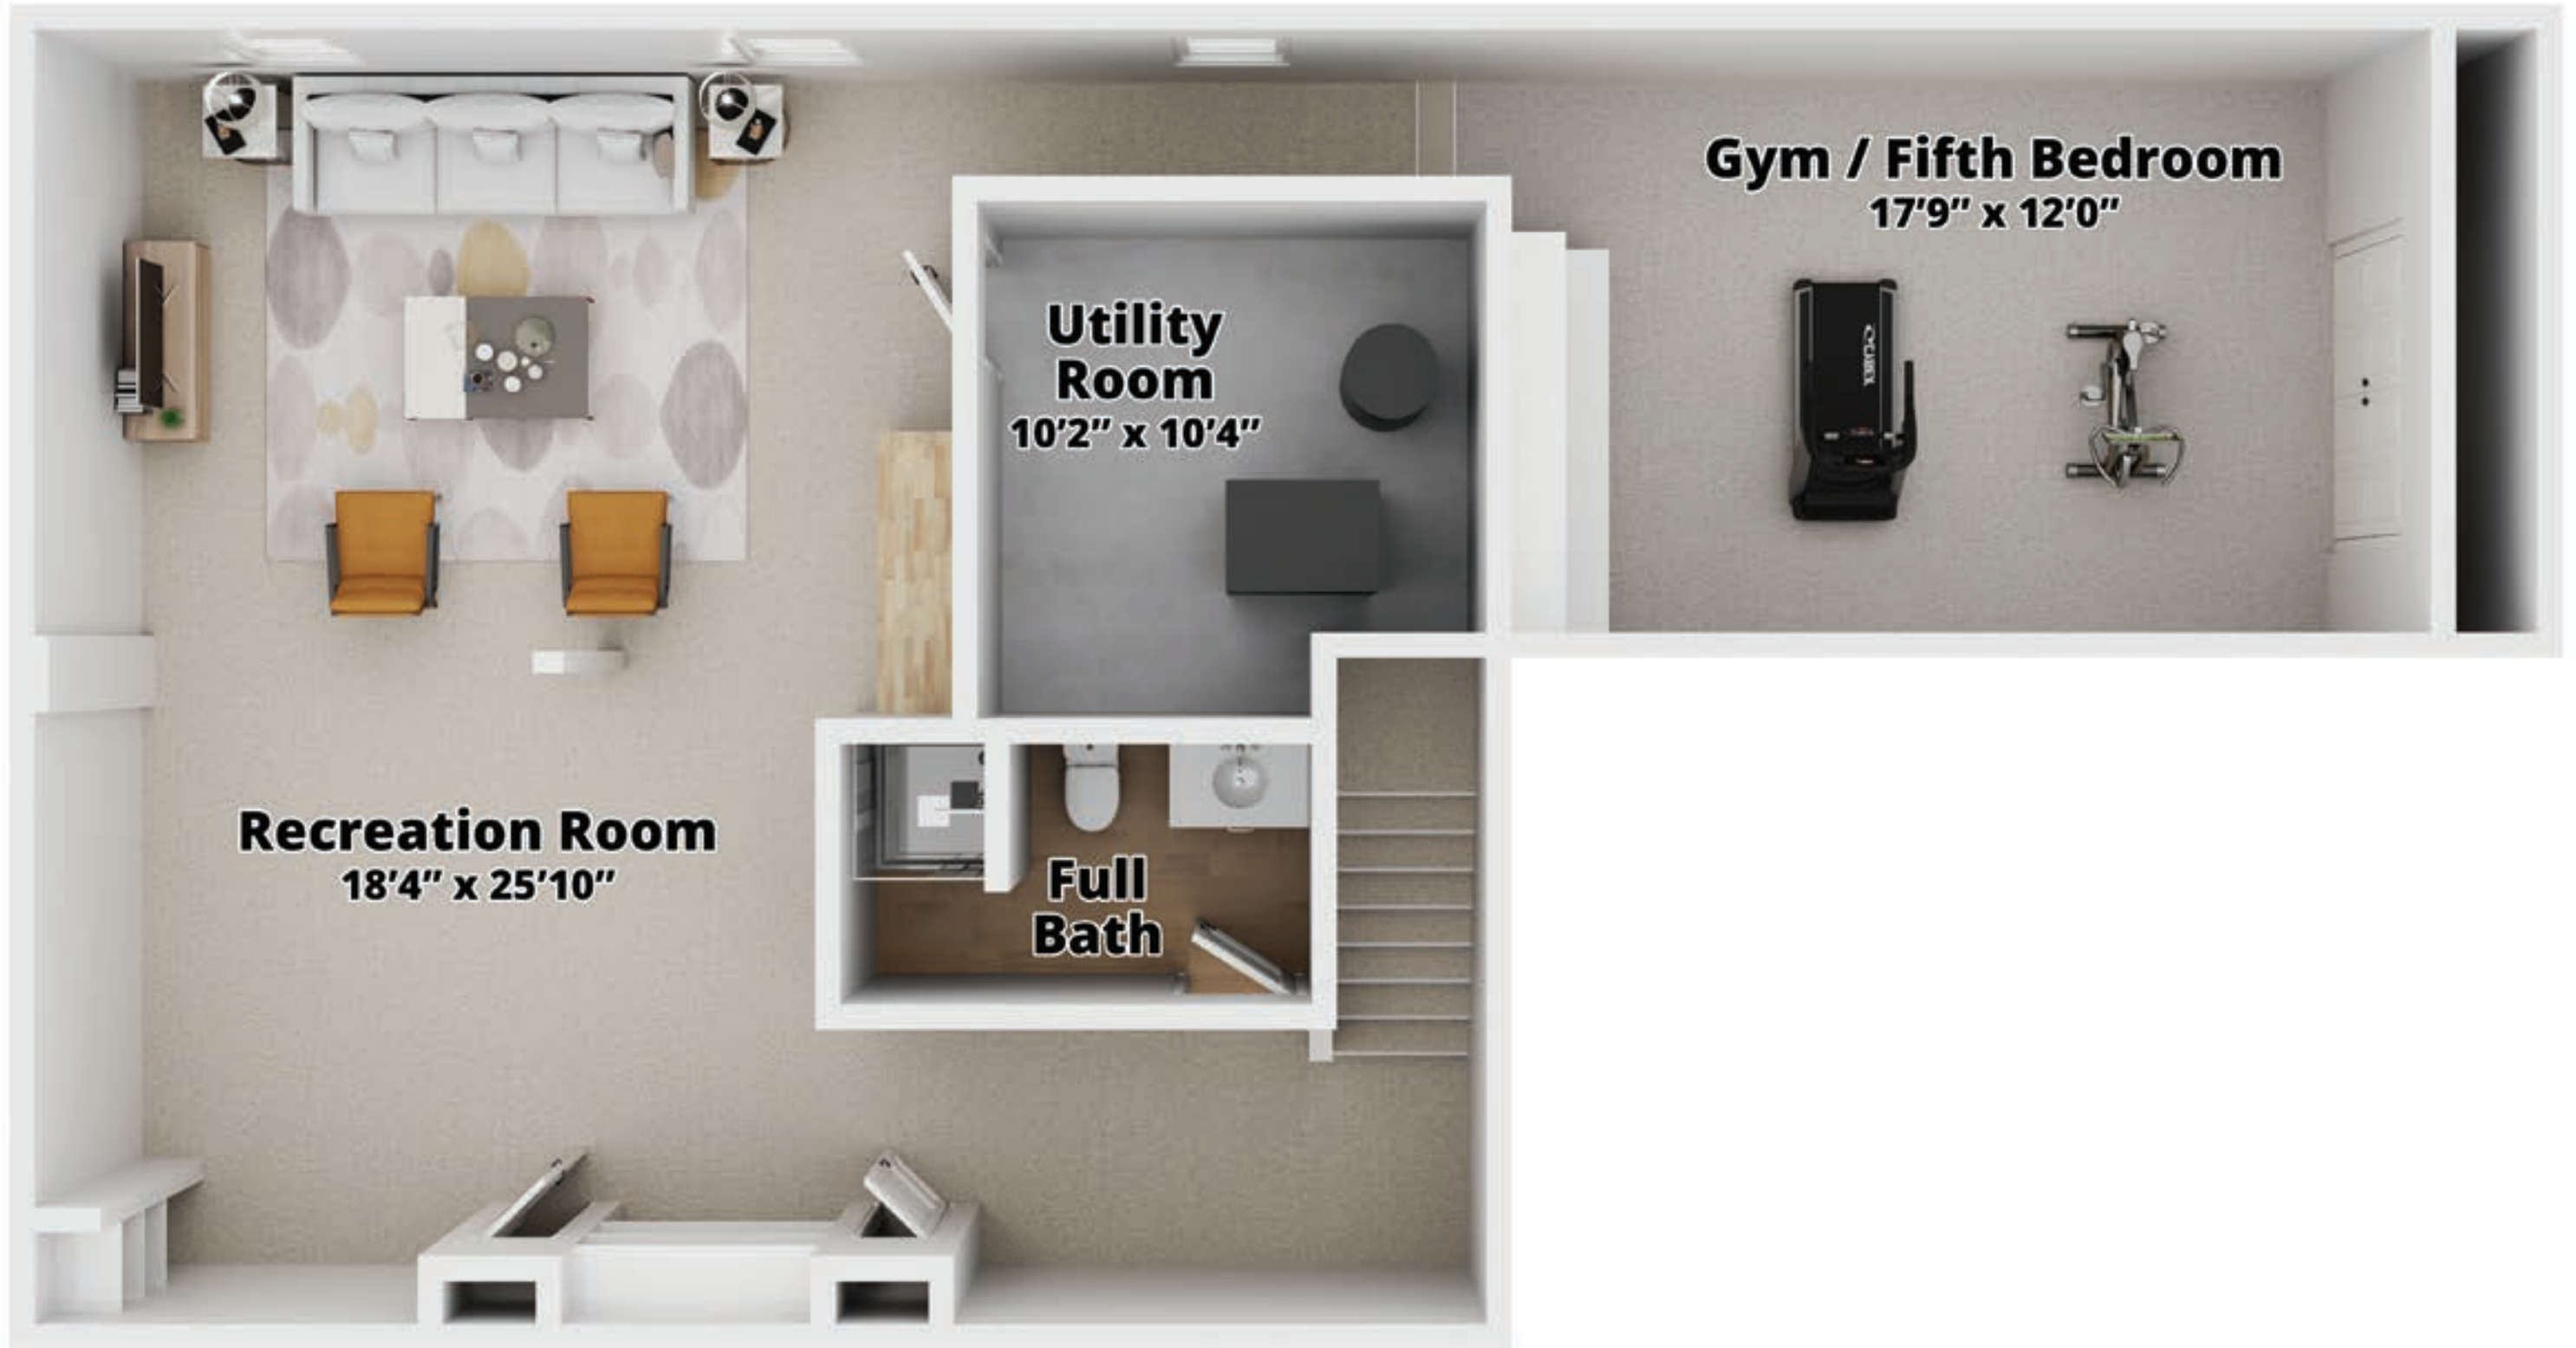 Gym / Fifth Bedroom
17’9” x 12’0”
Utility
Room
10’2” x 10’4”
Recreation Room
18’4” x 25’10”
Full
Bath